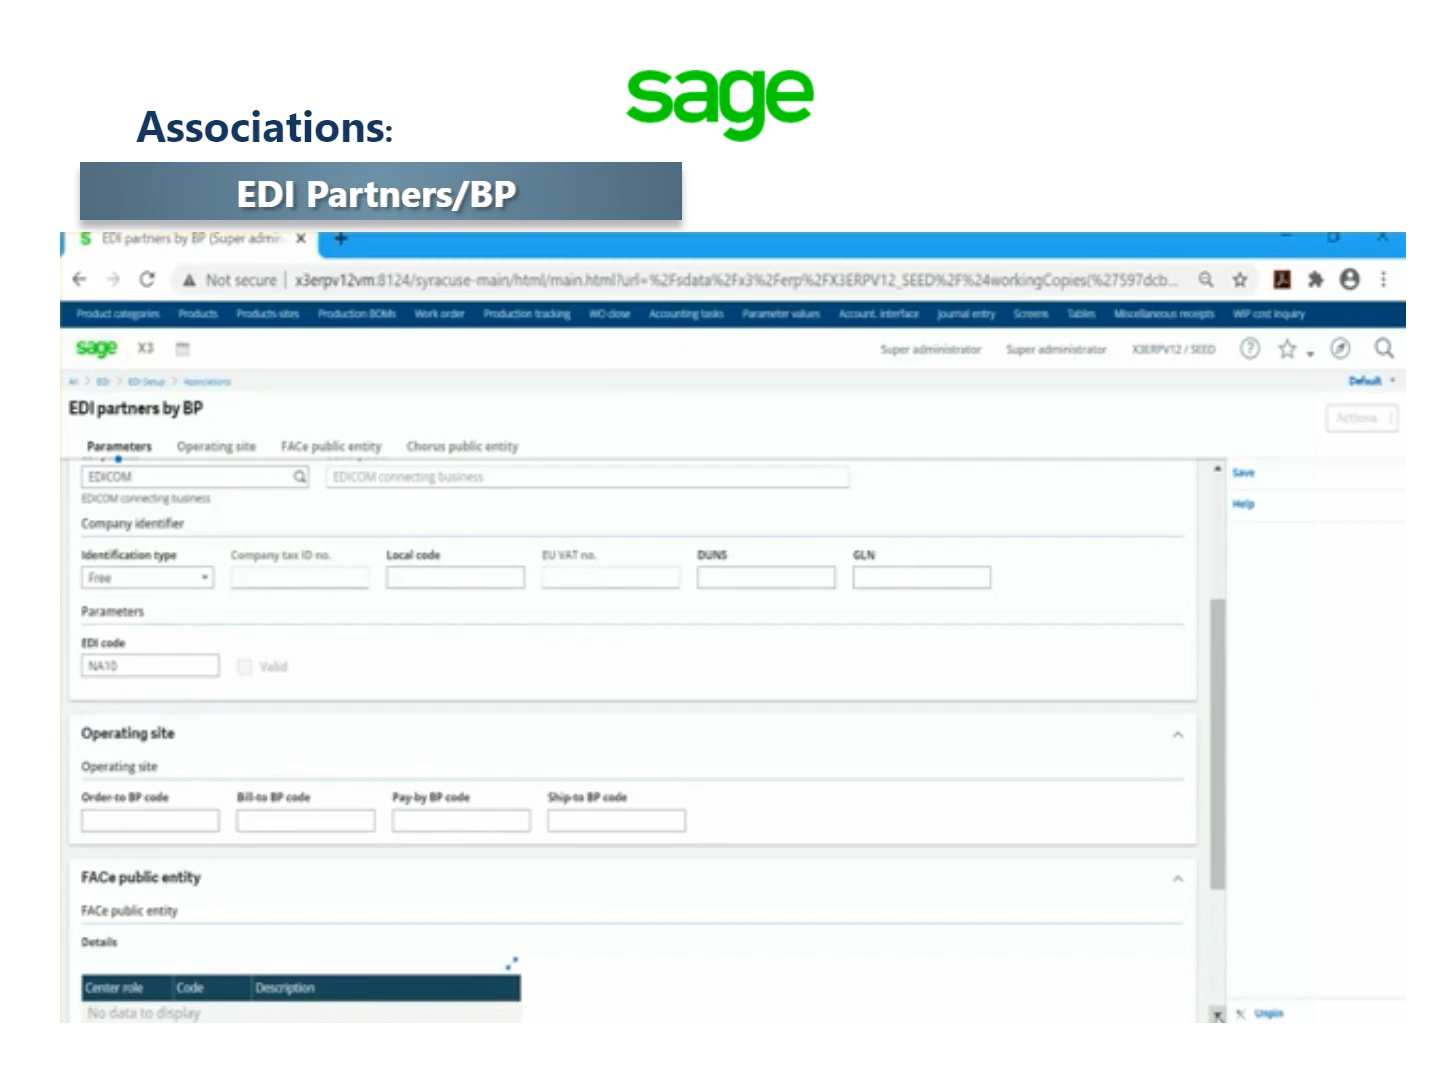 sage
Associations:
EDI Partners/BP
S EDI partners by BP (Super admin X +
Not secure | x3erpv12vm:8124/syracuse-main/html/main.html?url=%2Fsdata%2Fx3%2Ferp%2FX3ERPV12_SEED%2F%24workingCopies(%27597dcb...
Product categories Products Products-sites Production BOMs Work order Production tracking WO close Accounting tasks Parameter values Account. interface Journal entry Screens Tables Miscellaneous receipts WIP cost inquiry
sage X3 Super administrator Super administrator X3ERPV12 / SEED
All > EDI > EDI Setup > Associations Default
EDI partners by BP
Actions
Parameters Operating site FACe public entity Chorus public entity
EDICOM EDICOM connecting business Save
EDICOM connecting business
Help
Company identifier
Identification type Company tax ID no. Local code EU VAT no. DUNS GLN
Free
Parameters
EDI code
NA10 Valid
Operating site
Operating site
Order-to BP code Bill-to BP code Pay-by BP code Ship-to BP code
FACe public entity
FACe public entity
Details
Center role Code Description
No data to display Unpin